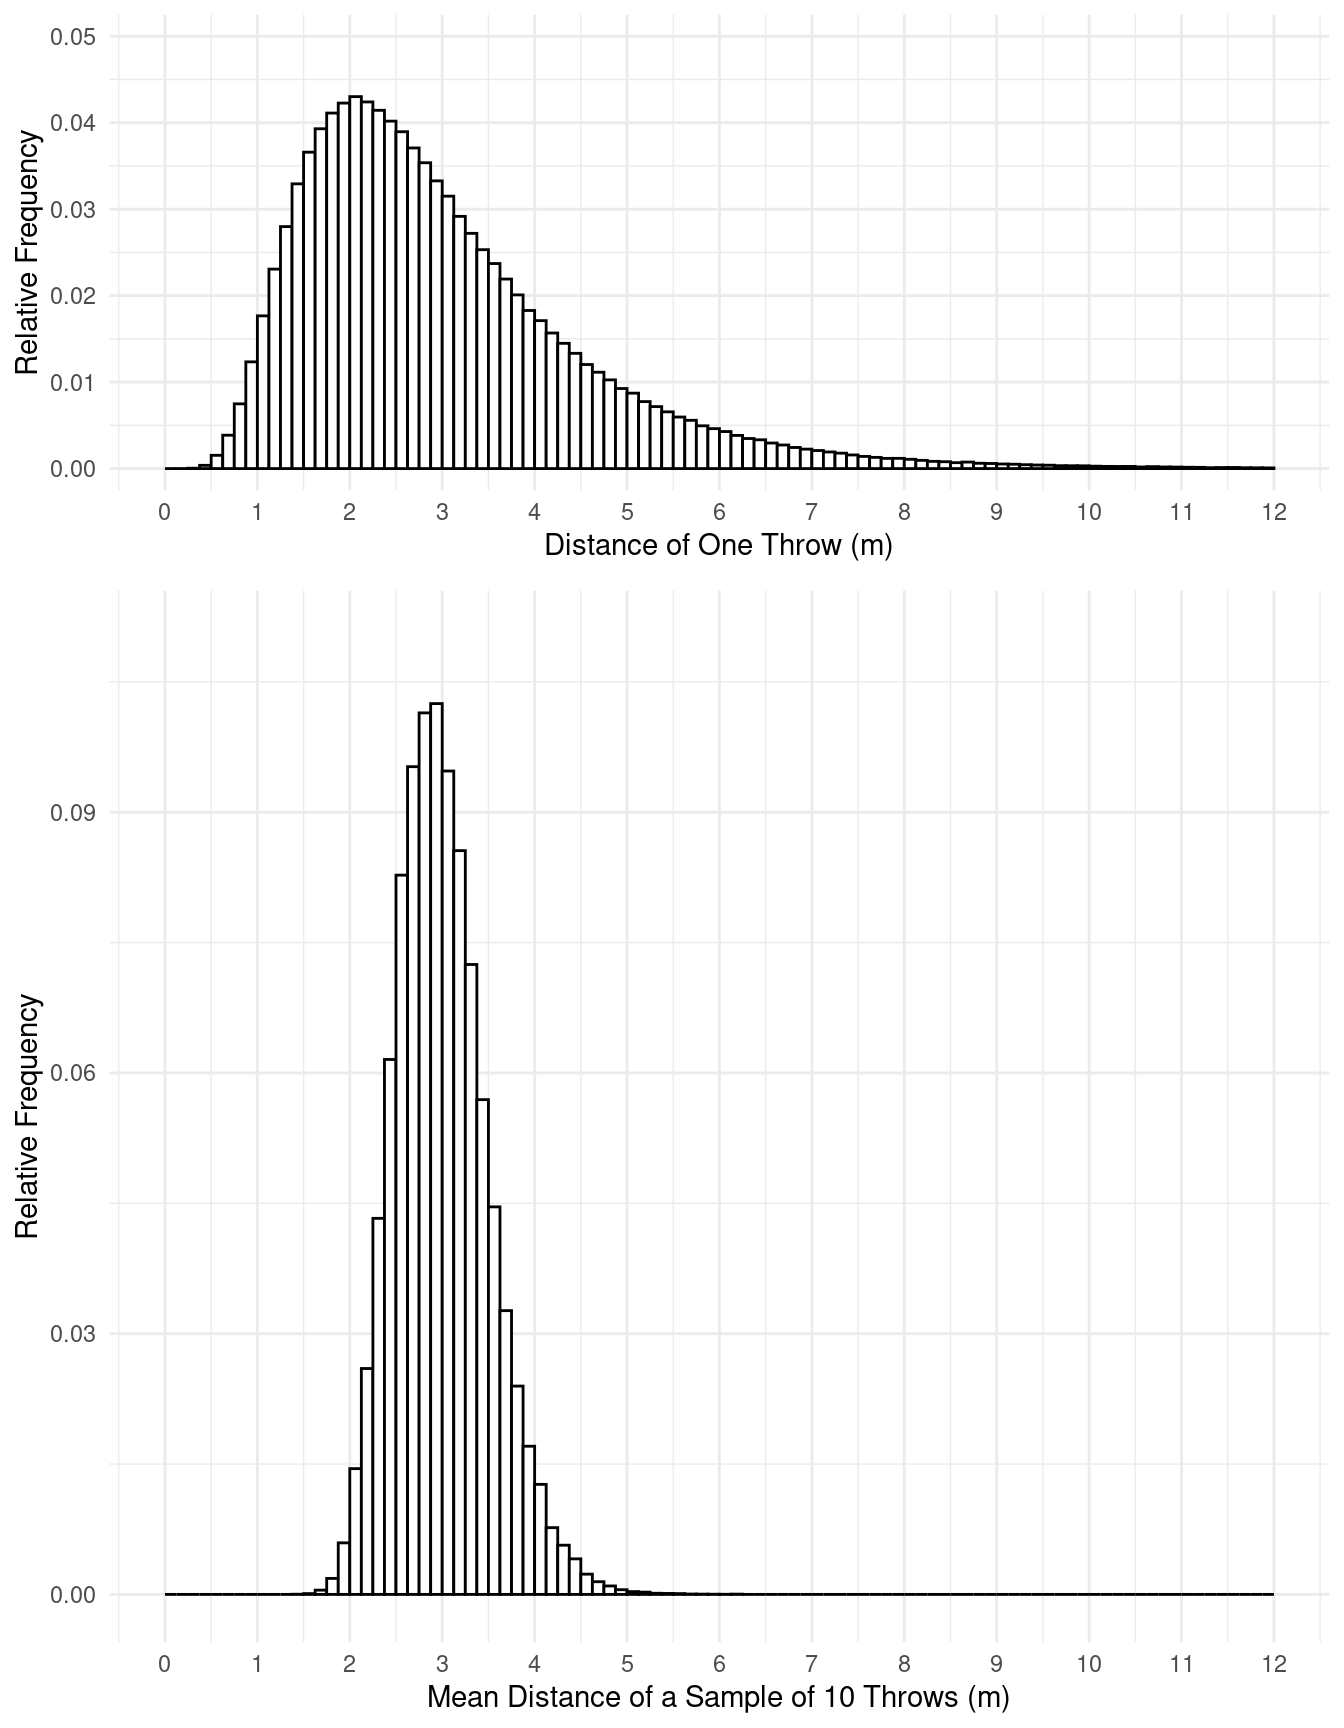 Relative Frequency
0.05
0.04
0.03
0.02
0.01
0.00
0 1 2 3 4 5 6 7 8 9 10 11 12
Distance of One Throw (m)
Relative Frequency
0.09
0.06
0.03
0.00
0 1 2 3 4 5 6 7 8 9 10 11 12
Mean Distance of a Sample of 10 Throws (m)